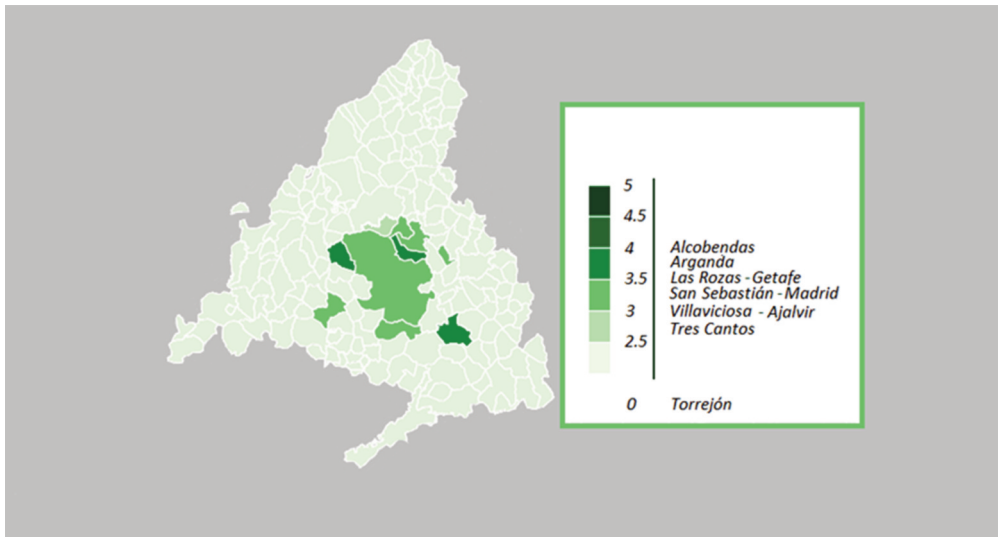 5
4.5
4
3.5
3
2.5
0
Alcobendas
Arganda
Las Rozas - Getafe
San Sebastián - Madrid
Villaviciosa - Ajalvir
Tres Cantos
Torrejón